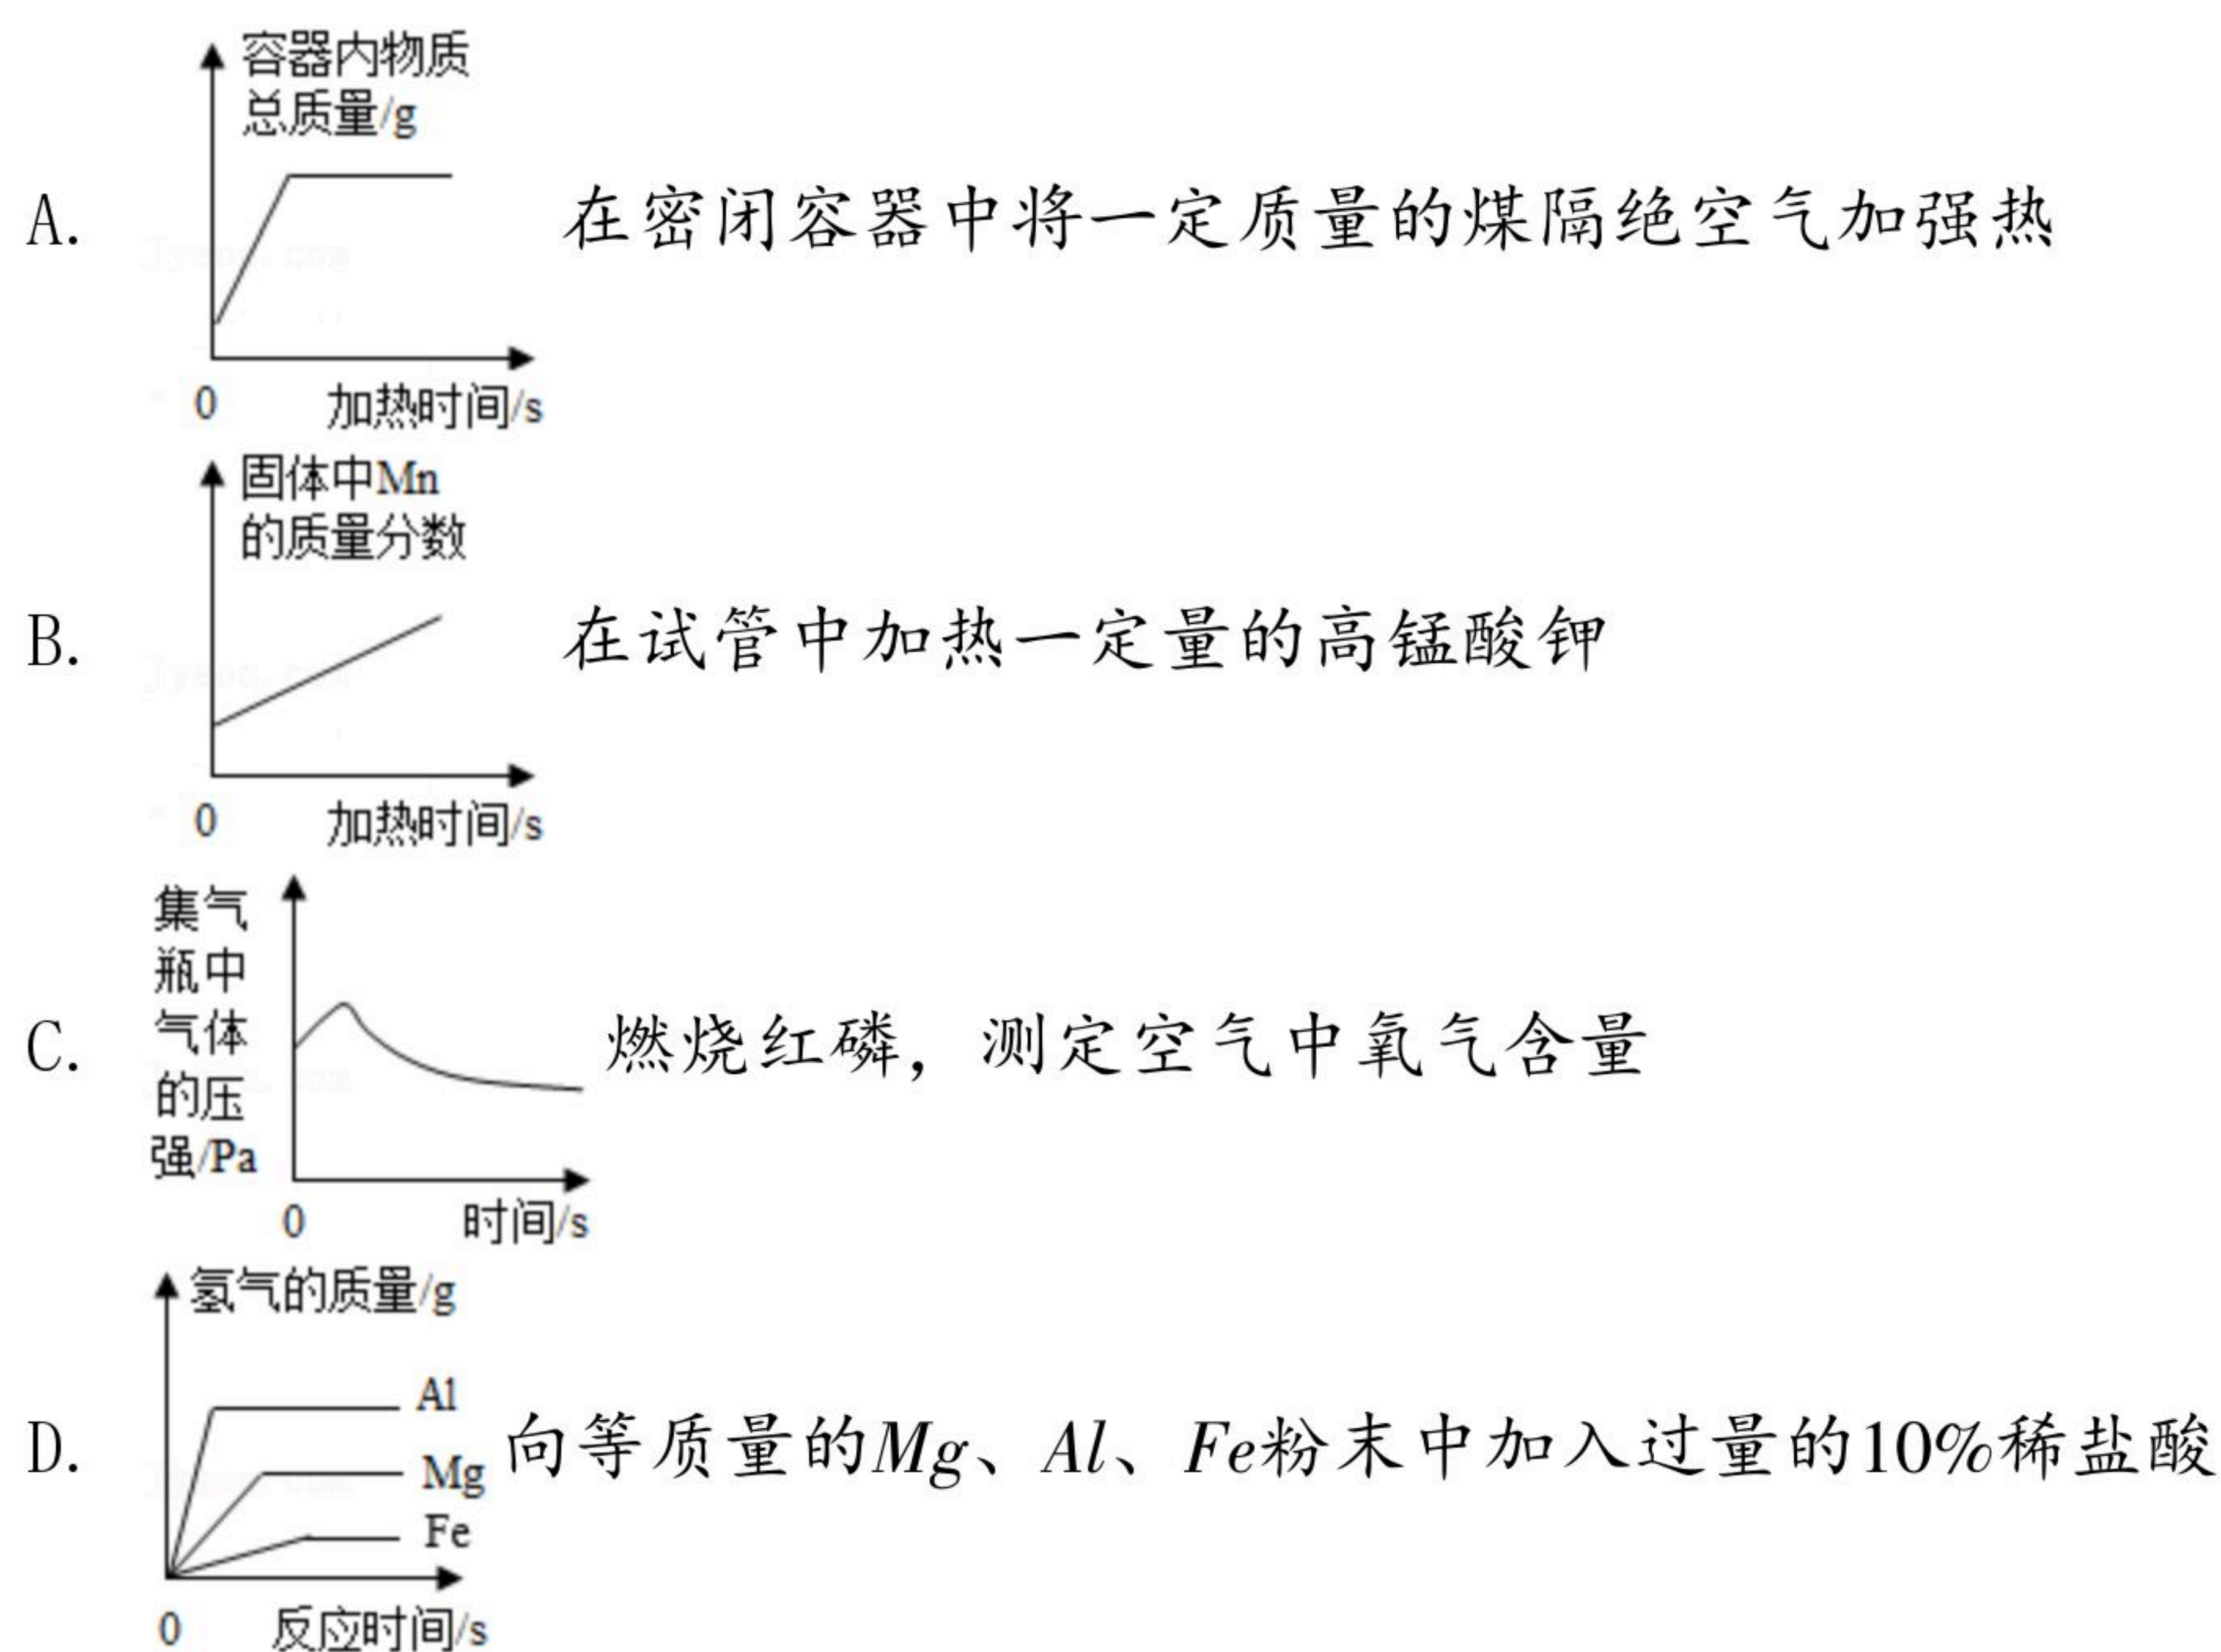 容器内物质
总质量/g
A.
在密闭容器中将一定质量的煤隔绝空气加强热
0
加热时间/s
固体中Mn
的质量分数
B.
在试管中加热一定量的高锰酸钾
0
加热时间/s
集气
瓶中
气体
的压
强/Pa
C.
燃烧红磷，测定空气中氧气含量
0
时间/s
氢气的质量/g
Al
Mg
Fe
D.
向等质量的Mg、Al、Fe粉末中加入过量的10%稀盐酸
0
反应时间/s